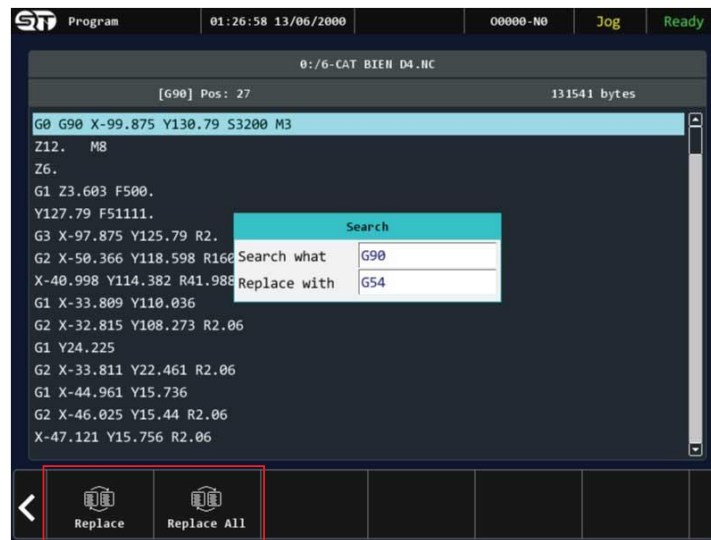 ST Program 01:26:58 13/06/2000 O0000-N0 Jog Ready
0:/6-CAT BIEN D4.NC
[G90] Pos: 27 131541 bytes
G0 G90 X-99.875 Y130.79 S3200 M3
Z12. M8
Z6.
G1 Z3.603 F500.
Y127.79 F51111.
G3 X-97.875 Y125.79 R2.
G2 X-50.366 Y118.598 R160
X-40.998 Y114.382 R41.988
G1 X-33.809 Y110.036
G2 X-32.815 Y108.273 R2.06
G1 Y24.225
G2 X-33.811 Y22.461 R2.06
G1 X-44.961 Y15.736
G2 X-46.025 Y15.44 R2.06
X-47.121 Y15.756 R2.06
Search
Search what G90
Replace with G54
Replace Replace All